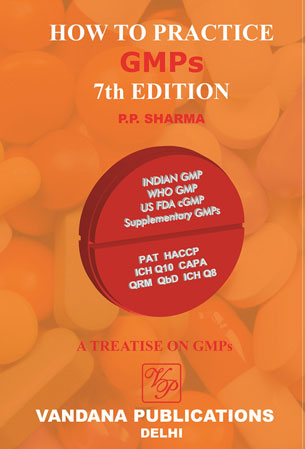 HOW TO PRACTICE
GMPs
7th EDITION
P.P. SHARMA
INDIAN GMP
WHO GMP
US FDA cGMP
Supplementary GMPs
PAT HACCP
ICH Q10 CAPA
QRM QbD ICH Q8
A TREATISE ON GMPs
VP
VANDANA PUBLICATIONS
DELHI